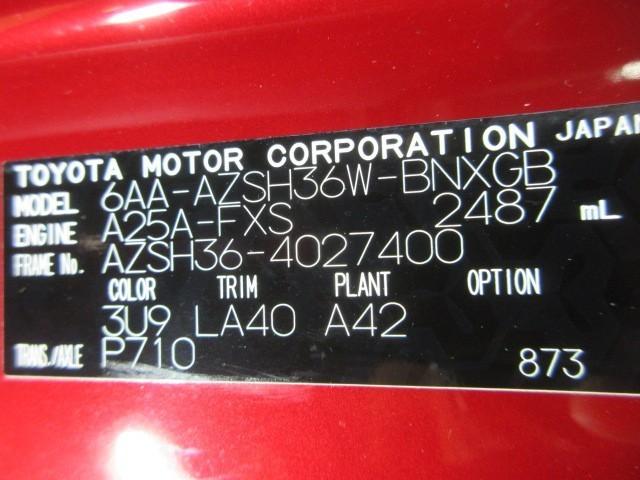 TOYOTA MOTOR CORPORATION JAPAN
MODEL 6AA-AZSH36W-BNXGB
ENGINE A25A-FXS 2487 mL
FRAME No. AZSH36-4027400
COLOR TRIM PLANT OPTION
3U9 LA40 A42
TRANS./AXLE P710 873